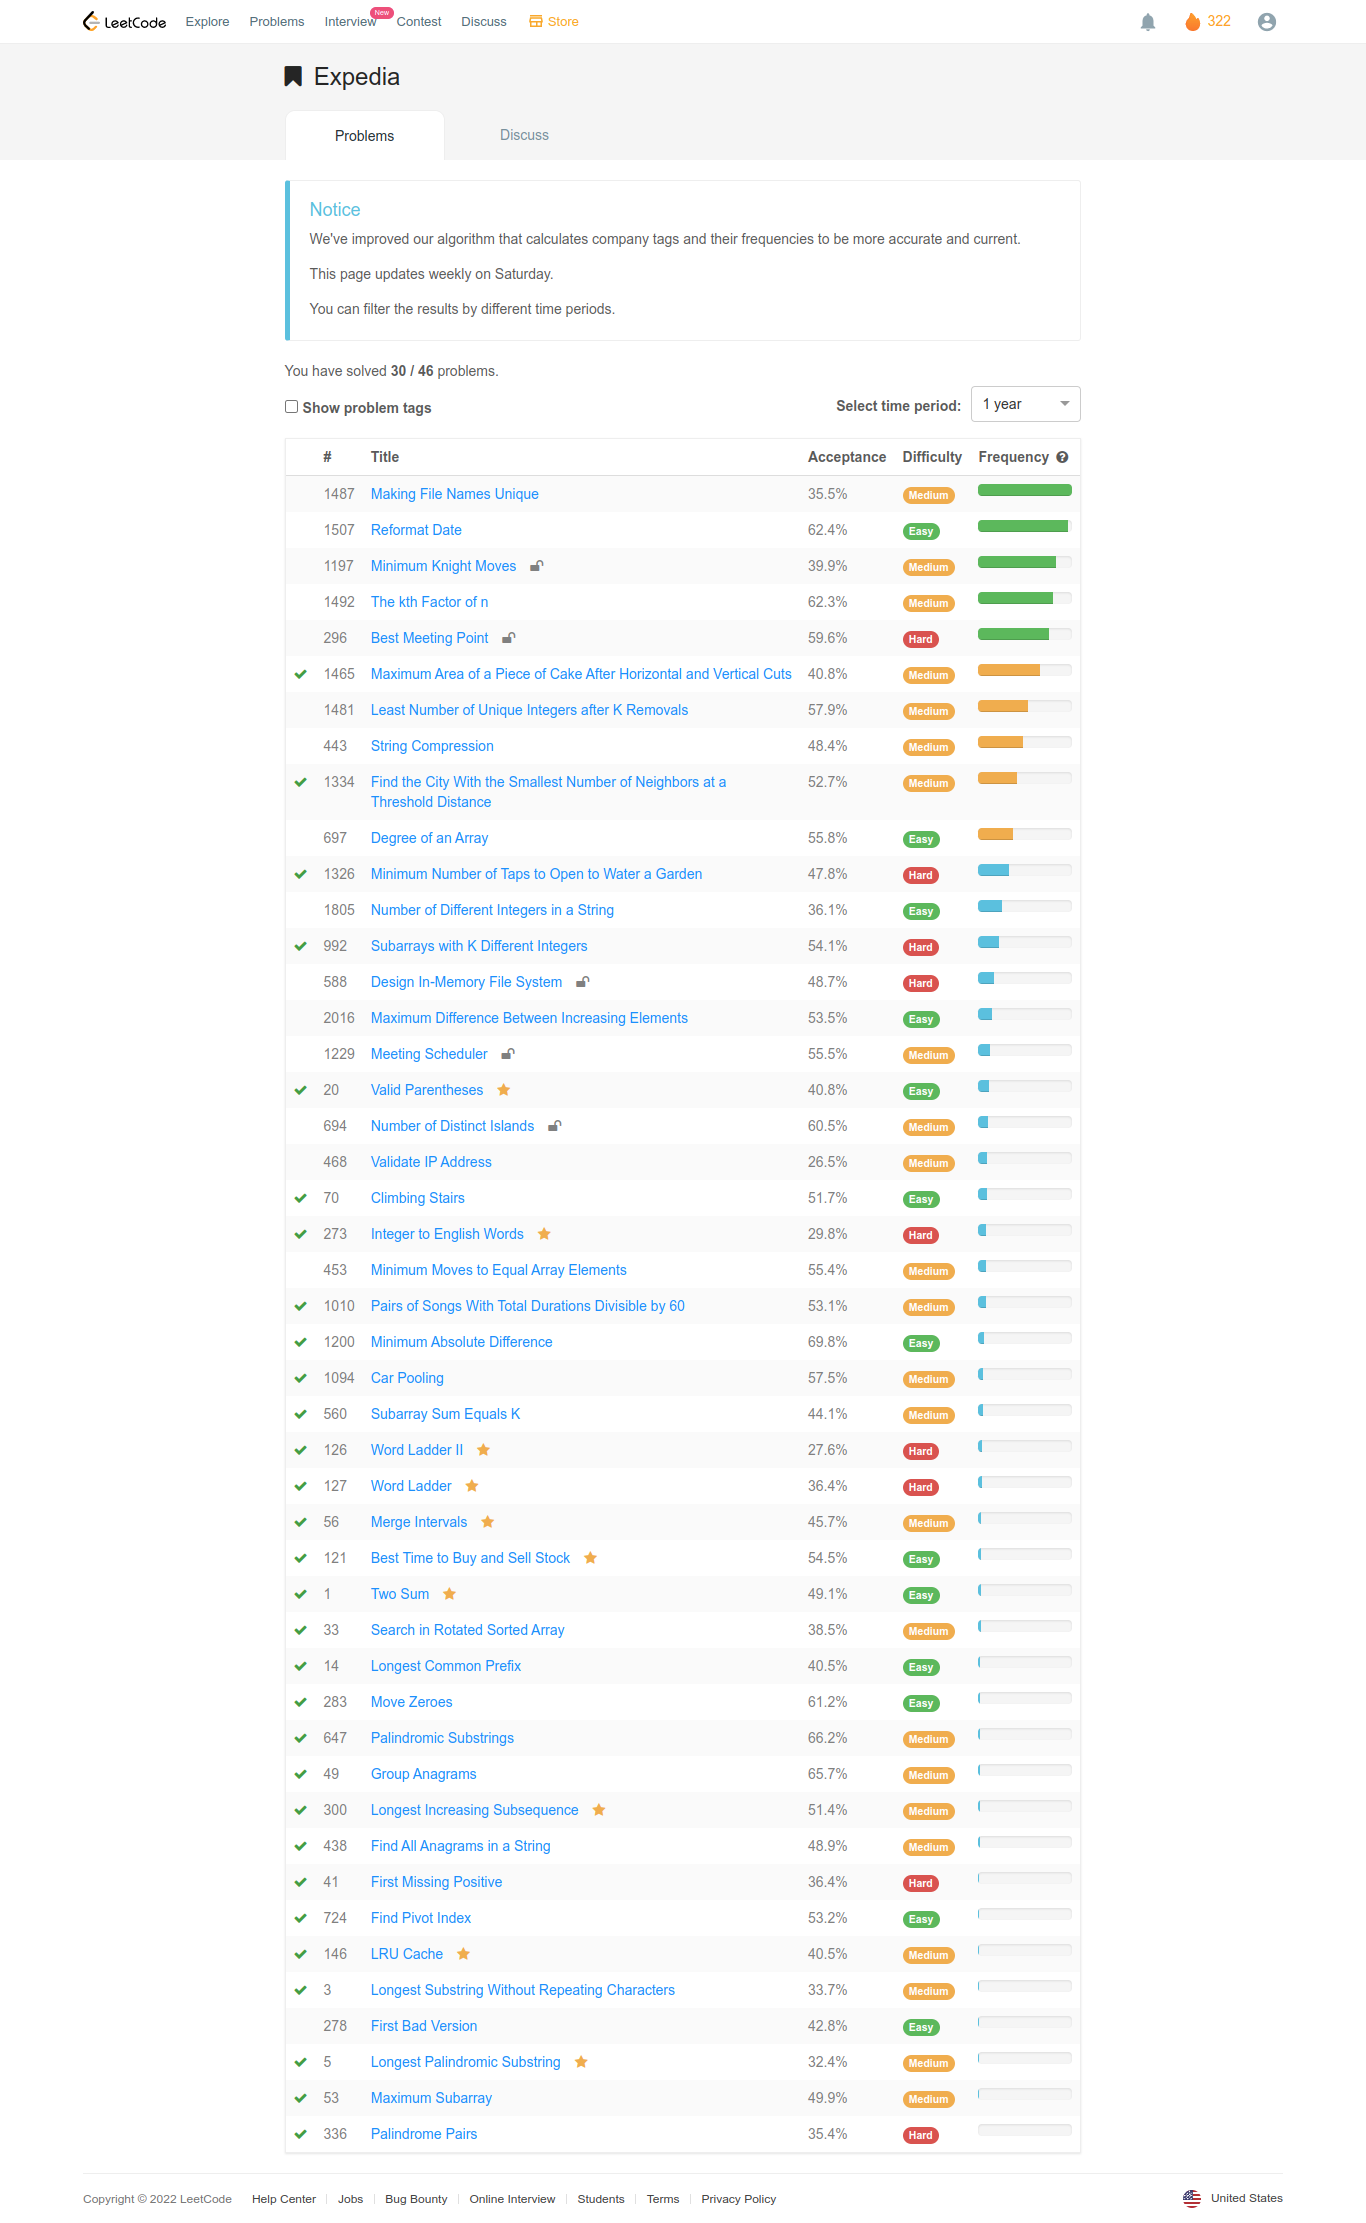 LeetCode Explore Problems Interview New Contest Discuss Store 322
Expedia
Problems Discuss
Notice
We've improved our algorithm that calculates company tags and their frequencies to be more accurate and current.
This page updates weekly on Saturday.
You can filter the results by different time periods.
You have solved 30 / 46 problems.
Show problem tags Select time period: 1 year
# Title Acceptance Difficulty Frequency
1487 Making File Names Unique 35.5% Medium
1507 Reformat Date 62.4% Easy
1197 Minimum Knight Moves 39.9% Medium
1492 The kth Factor of n 62.3% Medium
296 Best Meeting Point 59.6% Hard
1465 Maximum Area of a Piece of Cake After Horizontal and Vertical Cuts 40.8% Medium
1481 Least Number of Unique Integers after K Removals 57.9% Medium
443 String Compression 48.4% Medium
1334 Find the City With the Smallest Number of Neighbors at a 52.7% Medium
Threshold Distance
697 Degree of an Array 55.8% Easy
1326 Minimum Number of Taps to Open to Water a Garden 47.8% Hard
1805 Number of Different Integers in a String 36.1% Easy
992 Subarrays with K Different Integers 54.1% Hard
588 Design In-Memory File System 48.7% Hard
2016 Maximum Difference Between Increasing Elements 53.5% Easy
1229 Meeting Scheduler 55.5% Medium
20 Valid Parentheses 40.8% Easy
694 Number of Distinct Islands 60.5% Medium
468 Validate IP Address 26.5% Medium
70 Climbing Stairs 51.7% Easy
273 Integer to English Words 29.8% Hard
453 Minimum Moves to Equal Array Elements 55.4% Medium
1010 Pairs of Songs With Total Durations Divisible by 60 53.1% Medium
1200 Minimum Absolute Difference 69.8% Easy
1094 Car Pooling 57.5% Medium
560 Subarray Sum Equals K 44.1% Medium
126 Word Ladder II 27.6% Hard
127 Word Ladder 36.4% Hard
56 Merge Intervals 45.7% Medium
121 Best Time to Buy and Sell Stock 54.5% Easy
1 Two Sum 49.1% Easy
33 Search in Rotated Sorted Array 38.5% Medium
14 Longest Common Prefix 40.5% Easy
283 Move Zeroes 61.2% Easy
647 Palindromic Substrings 66.2% Medium
49 Group Anagrams 65.7% Medium
300 Longest Increasing Subsequence 51.4% Medium
438 Find All Anagrams in a String 48.9% Medium
41 First Missing Positive 36.4% Hard
724 Find Pivot Index 53.2% Easy
146 LRU Cache 40.5% Medium
3 Longest Substring Without Repeating Characters 33.7% Medium
278 First Bad Version 42.8% Easy
5 Longest Palindromic Substring 32.4% Medium
53 Maximum Subarray 49.9% Medium
336 Palindrome Pairs 35.4% Hard
Copyright © 2022 LeetCode Help Center Jobs Bug Bounty Online Interview Students Terms Privacy Policy United States